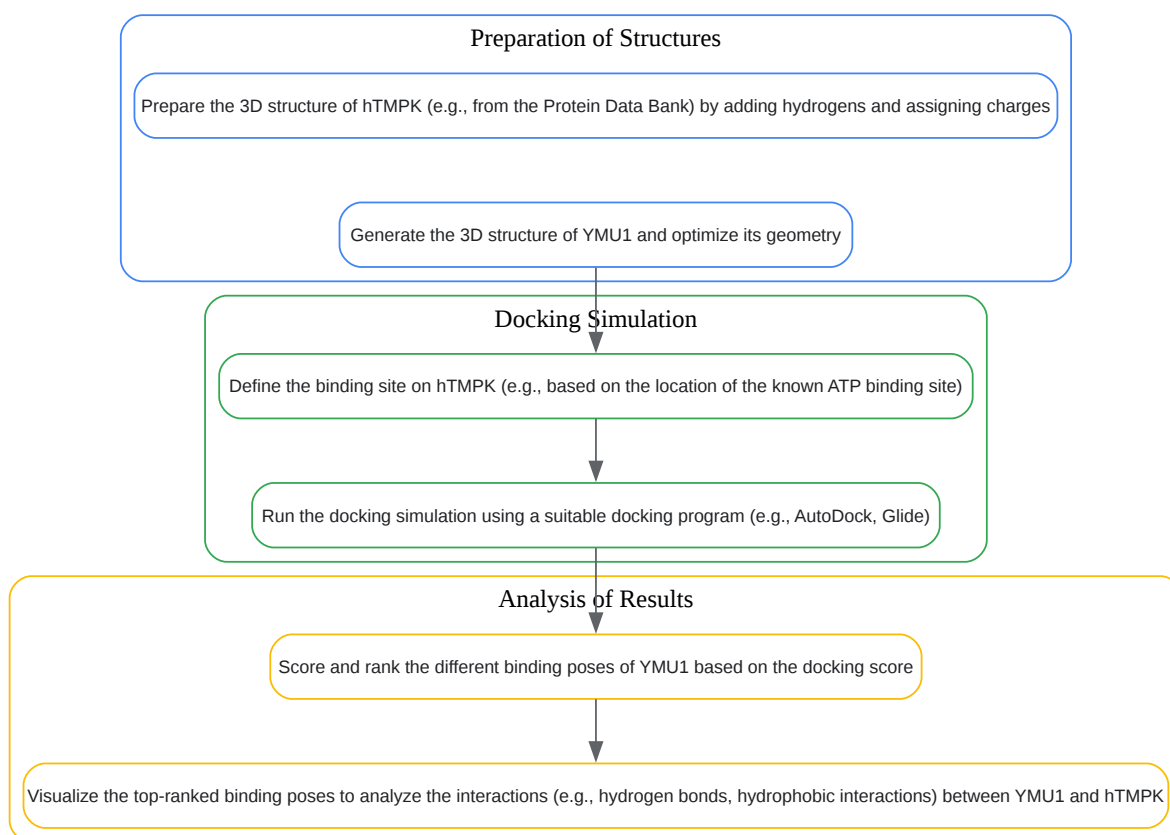 Preparation of Structures
Prepare the 3D structure of hTMPK (e.g., from the Protein Data Bank) by adding hydrogens and assigning charges
Generate the 3D structure of YMU1 and optimize its geometry
Docking Simulation
Define the binding site on hTMPK (e.g., based on the location of the known ATP binding site)
Run the docking simulation using a suitable docking program (e.g., AutoDock, Glide)
Analysis of Results
Score and rank the different binding poses of YMU1 based on the docking score
Visualize the top-ranked binding poses to analyze the interactions (e.g., hydrogen bonds, hydrophobic interactions) between YMU1 and hTMPK